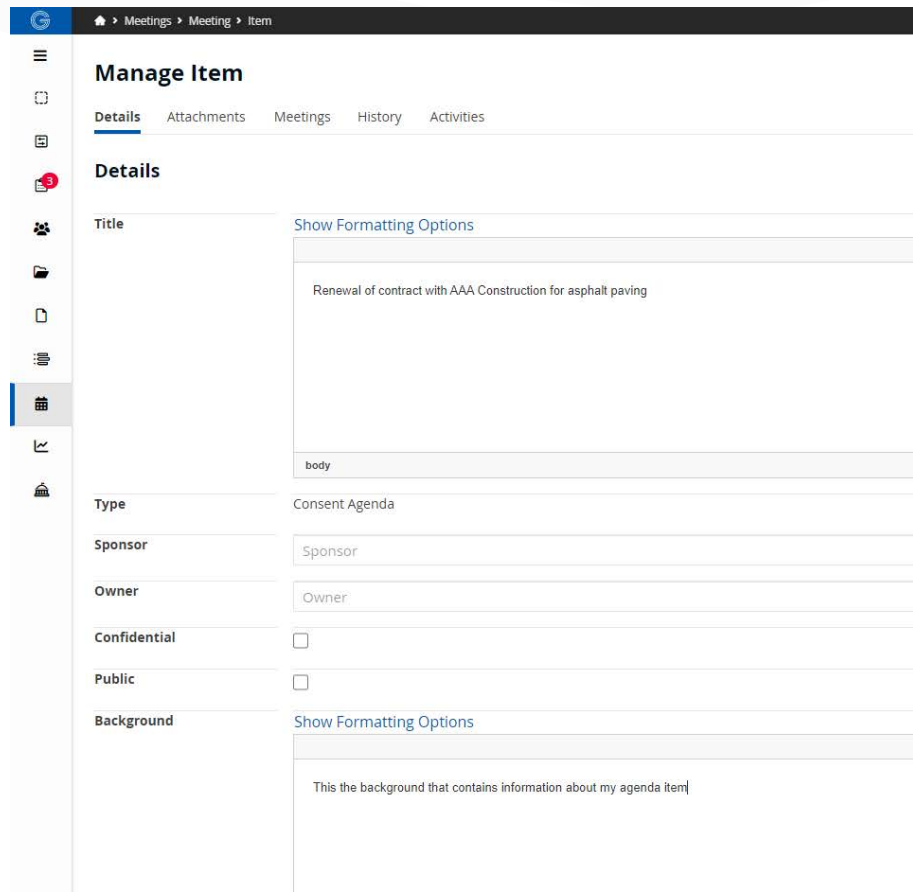 Meetings > Meeting > Item
Manage Item
Details Attachments Meetings History Activities
Details
3
Title
Show Formatting Options
Renewal of contract with AAA Construction for asphalt paving
body
Type Consent Agenda
Sponsor Sponsor
Owner Owner
Confidential
Public
Background Show Formatting Options
This the background that contains information about my agenda item